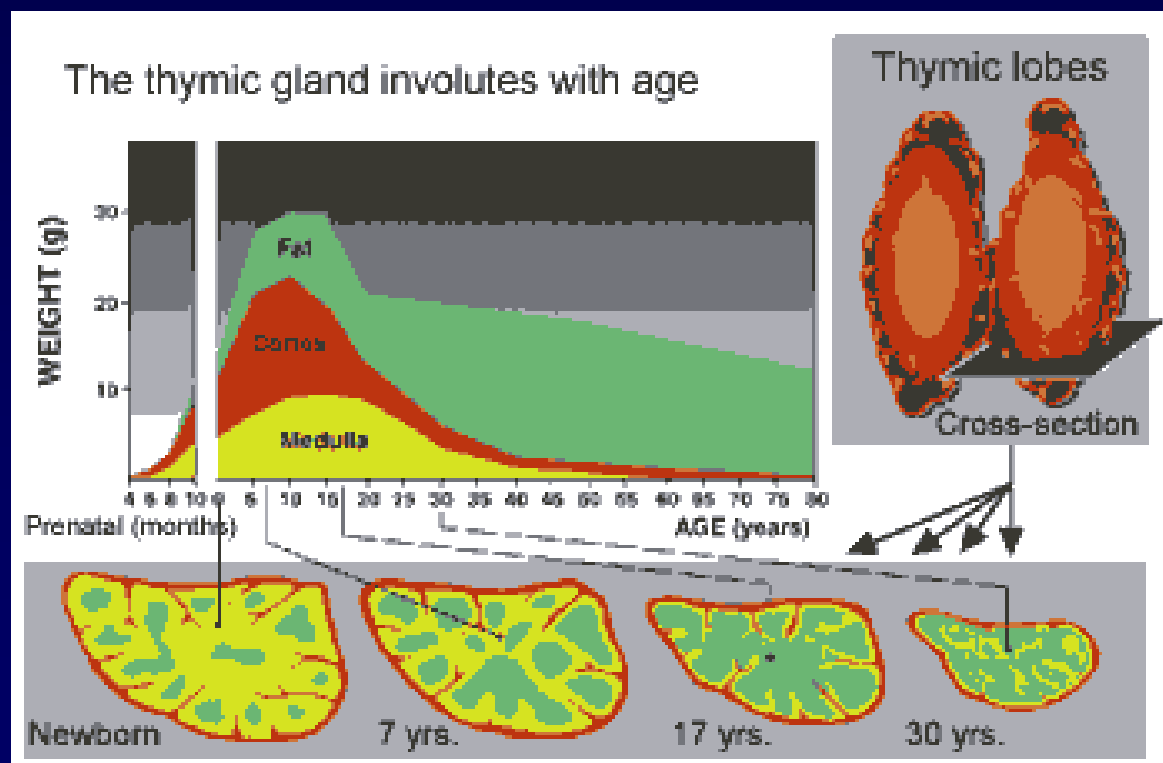 The thymic gland involutes with age
Thymic lobes
WEIGHT (g)
30
20
10
Fat
Cortex
Medulla
4 6 8 10 0 5 10 15 20 25 30 35 40 50 55 60 65 70 75 80
Prenatal (months)
AGE (years)
Cross-section
Newborn
7 yrs.
17 yrs.
30 yrs.